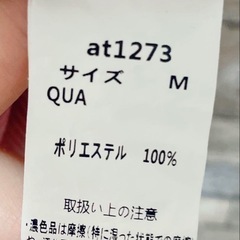 at1273
サイズ M
QUA
ポリエステル 100%
取扱い上の注意
・濃色品は摩擦(特に湿った状態での摩擦)